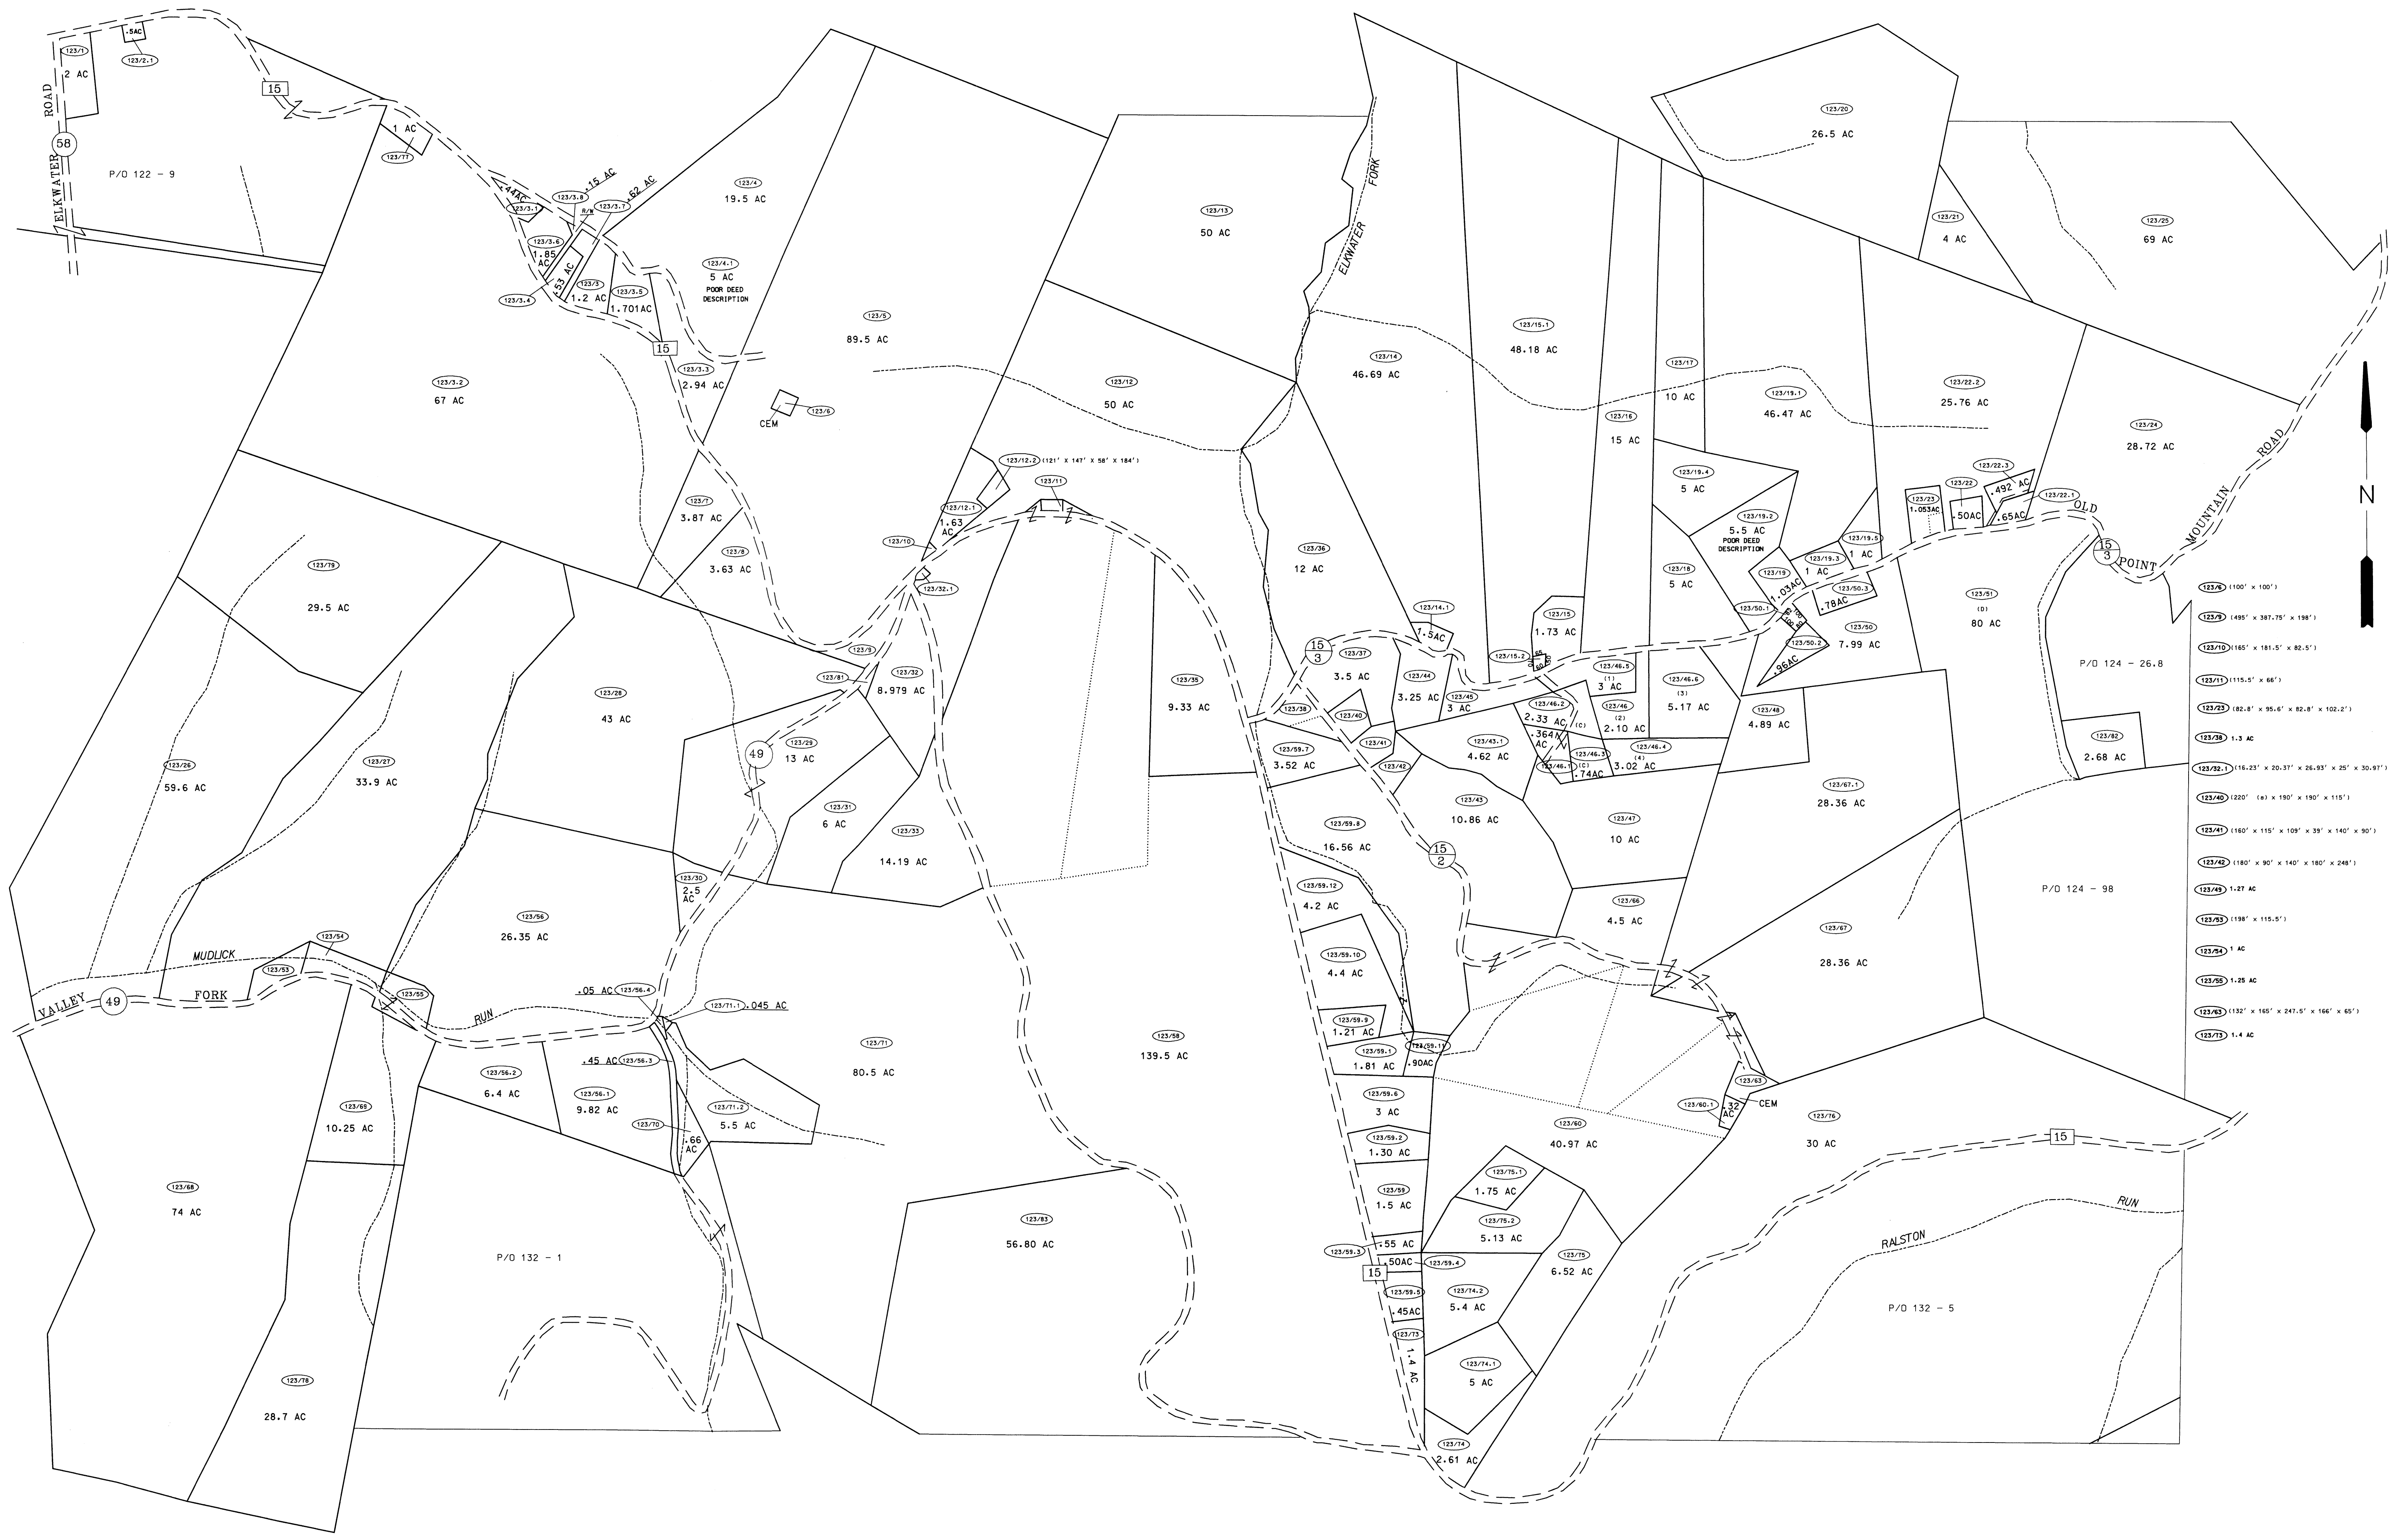 123/1
2 AC
.5AC
123/2.1
15
ELKWATER ROAD
58
P/O 122 - 9
1 AC
123/77
.44AC
123/3.1
123/3.8
.15 AC
R/W
123/3.7
.62 AC
123/3.6
1.85
AC
123/3.4
.53 AC
123/3
1.2 AC
123/3.5
1.701AC
15
123/4
19.5 AC
123/4.1
5 AC
POOR DEED
DESCRIPTION
123/5
89.5 AC
123/3.3
2.94 AC
123/6
CEM
123/3.2
67 AC
123/7
3.87 AC
123/8
3.63 AC
123/13
50 AC
ELKWATER FORK
123/12
50 AC
123/12.2 (121' X 147' X 58' X 184')
123/11
123/12.1
1.63
AC
123/10
123/32.1
123/14
46.69 AC
123/15.1
48.18 AC
123/17
10 AC
123/16
15 AC
123/20
26.5 AC
123/21
4 AC
123/25
69 AC
123/19.1
46.47 AC
123/22.2
25.76 AC
123/24
28.72 AC
123/19.4
5 AC
123/19.2
5.5 AC
POOR DEED
DESCRIPTION
123/18
5 AC
123/19
1.03AC
123/19.3
1 AC
123/19.5
1 AC
123/23
1.053AC
123/22
.50AC
123/22.3
.492 AC
123/22.1
.65AC
OLD
POINT
MOUNTAIN
ROAD
15
3
N
123/50.1
123/50.3
.78AC
123/50
7.99 AC
123/50.2
.96AC
123/51
(D)
80 AC
P/O 124 - 26.8
123/82
2.68 AC
P/O 124 - 98
123/6 (100' x 100')
123/9 (495' x 387.75' x 198')
123/10 (165' x 181.5' x 82.5')
123/11 (115.5' x 66')
123/23 (82.8' x 95.6' x 82.8' x 102.2')
123/38 1.3 AC
123/32.1 (16.23' x 20.37' x 26.93' x 25' x 30.97')
123/40 (220' (a) x 190' x 190' x 115')
123/41 (160' x 115' x 109' x 39' x 140' x 90')
123/42 (180' x 90' x 140' x 180' x 248')
123/49 1.27 AC
123/53 (198' x 115.5')
123/54 1 AC
123/55 1.25 AC
123/63 (132' x 165' x 247.5' x 166' x 65')
123/73 1.4 AC
123/79
29.5 AC
123/26
59.6 AC
123/27
33.9 AC
123/28
43 AC
123/9
123/81
123/32
8.979 AC
49
123/29
13 AC
123/31
6 AC
123/33
14.19 AC
123/30
2.5
AC
123/35
9.33 AC
123/36
12 AC
15
3
123/37
3.5 AC
123/14.1
1.5AC
123/44
3.25 AC
123/45
3 AC
123/15
1.73 AC
123/15.2
123/46.5
(1)
3 AC
123/46.6
(3)
5.17 AC
123/46.2
2.33 AC
(C)
123/46
(2)
2.10 AC
.364
AC
123/46.1
123/46.3
(C)
.74AC
123/46.4
(4)
3.02 AC
123/48
4.89 AC
123/38
123/40
123/41
123/42
123/59.7
3.52 AC
123/43.1
4.62 AC
123/43
10.86 AC
123/47
10 AC
123/67.1
28.36 AC
123/59.8
16.56 AC
15
2
123/66
4.5 AC
123/67
28.36 AC
123/59.12
4.2 AC
123/59.10
4.4 AC
123/59.9
1.21 AC
123/59.1
1.81 AC
123/59.11
.90AC
123/59.6
3 AC
123/59.2
1.30 AC
123/59
1.5 AC
123/59.3
.55 AC
.50AC
123/59.4
15
123/59.5
.45AC
123/73
1.4 AC
123/60
40.97 AC
123/63
CEM
123/60.1
.32
AC
123/76
30 AC
15
RALSTON RUN
P/O 132 - 5
123/75.1
1.75 AC
123/75.2
5.13 AC
123/75
6.52 AC
123/74.2
5.4 AC
123/74.1
5 AC
123/74
2.61 AC
123/58
139.5 AC
123/83
56.80 AC
123/71
80.5 AC
123/56
26.35 AC
123/54
123/53
123/55
MUDLICK RUN
VALLEY
49
FORK
.05 AC
123/56.4
123/71.1
.045 AC
.45 AC
123/56.3
123/56.2
6.4 AC
123/56.1
9.82 AC
123/70
.66
AC
123/71.2
5.5 AC
123/69
10.25 AC
123/68
74 AC
P/O 132 - 1
123/78
28.7 AC